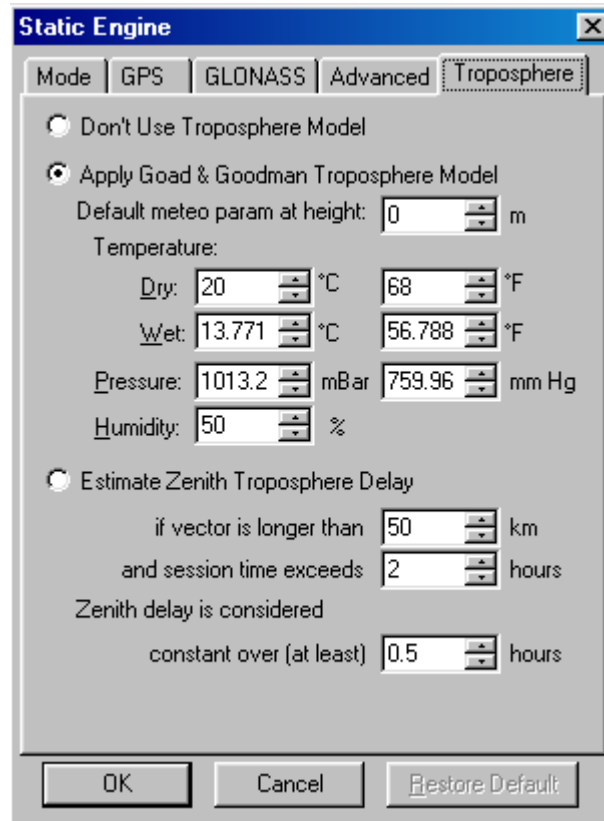 Static Engine
Mode GPS GLONASS Advanced Troposphere
Don't Use Troposphere Model
Apply Goad & Goodman Troposphere Model
Default meteo param at height: 0 m
Temperature:
Dry: 20 °C 68 °F
Wet: 13.771 °C 56.788 °F
Pressure: 1013.2 mBar 759.96 mm Hg
Humidity: 50 %
Estimate Zenith Troposphere Delay
if vector is longer than 50 km
and session time exceeds 2 hours
Zenith delay is considered
constant over (at least) 0.5 hours
OK Cancel Restore Default